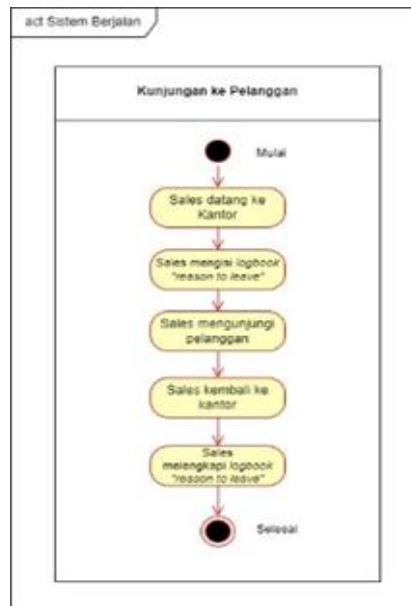 act Sistem Berjalan
Kunjungan ke Pelanggan
Mulai
Sales datang ke
Kantor
Sales mengisi logbook
"reason to leave"
Sales mengunjungi
pelanggan
Sales kembali ke
kantor
Sales
melengkapi logbook
"reason to leave"
Selesai